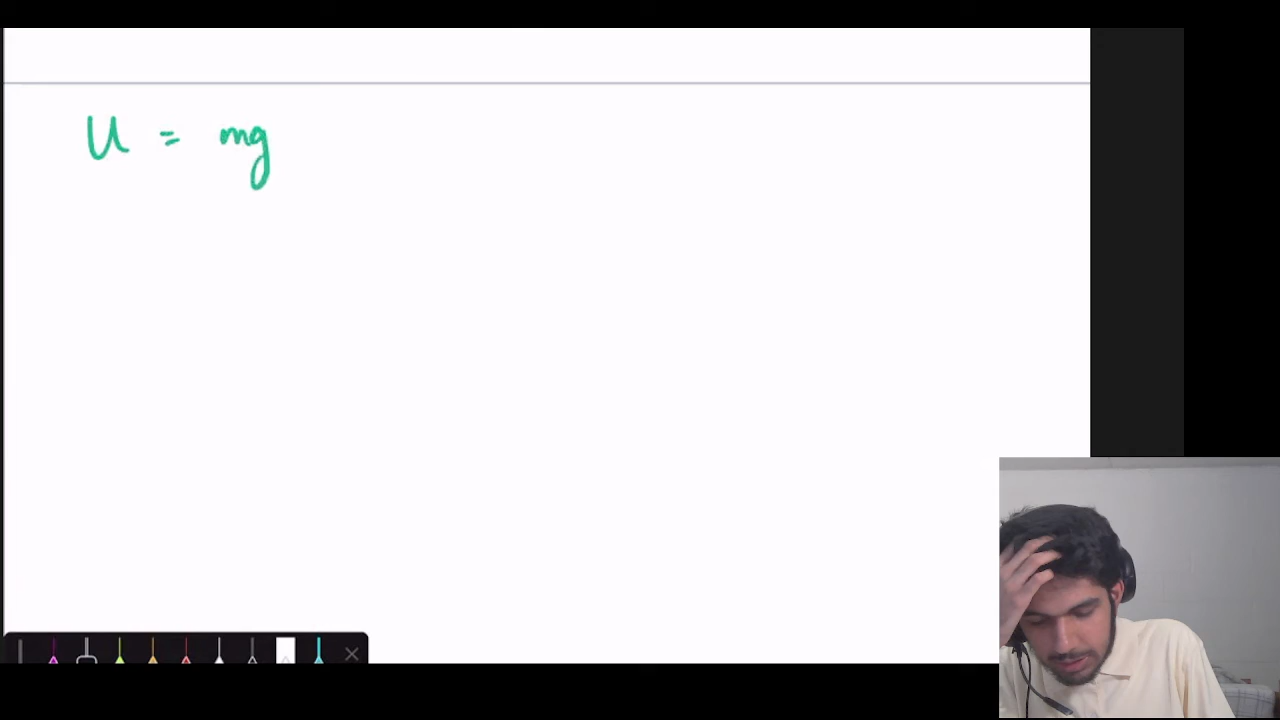 U = mg